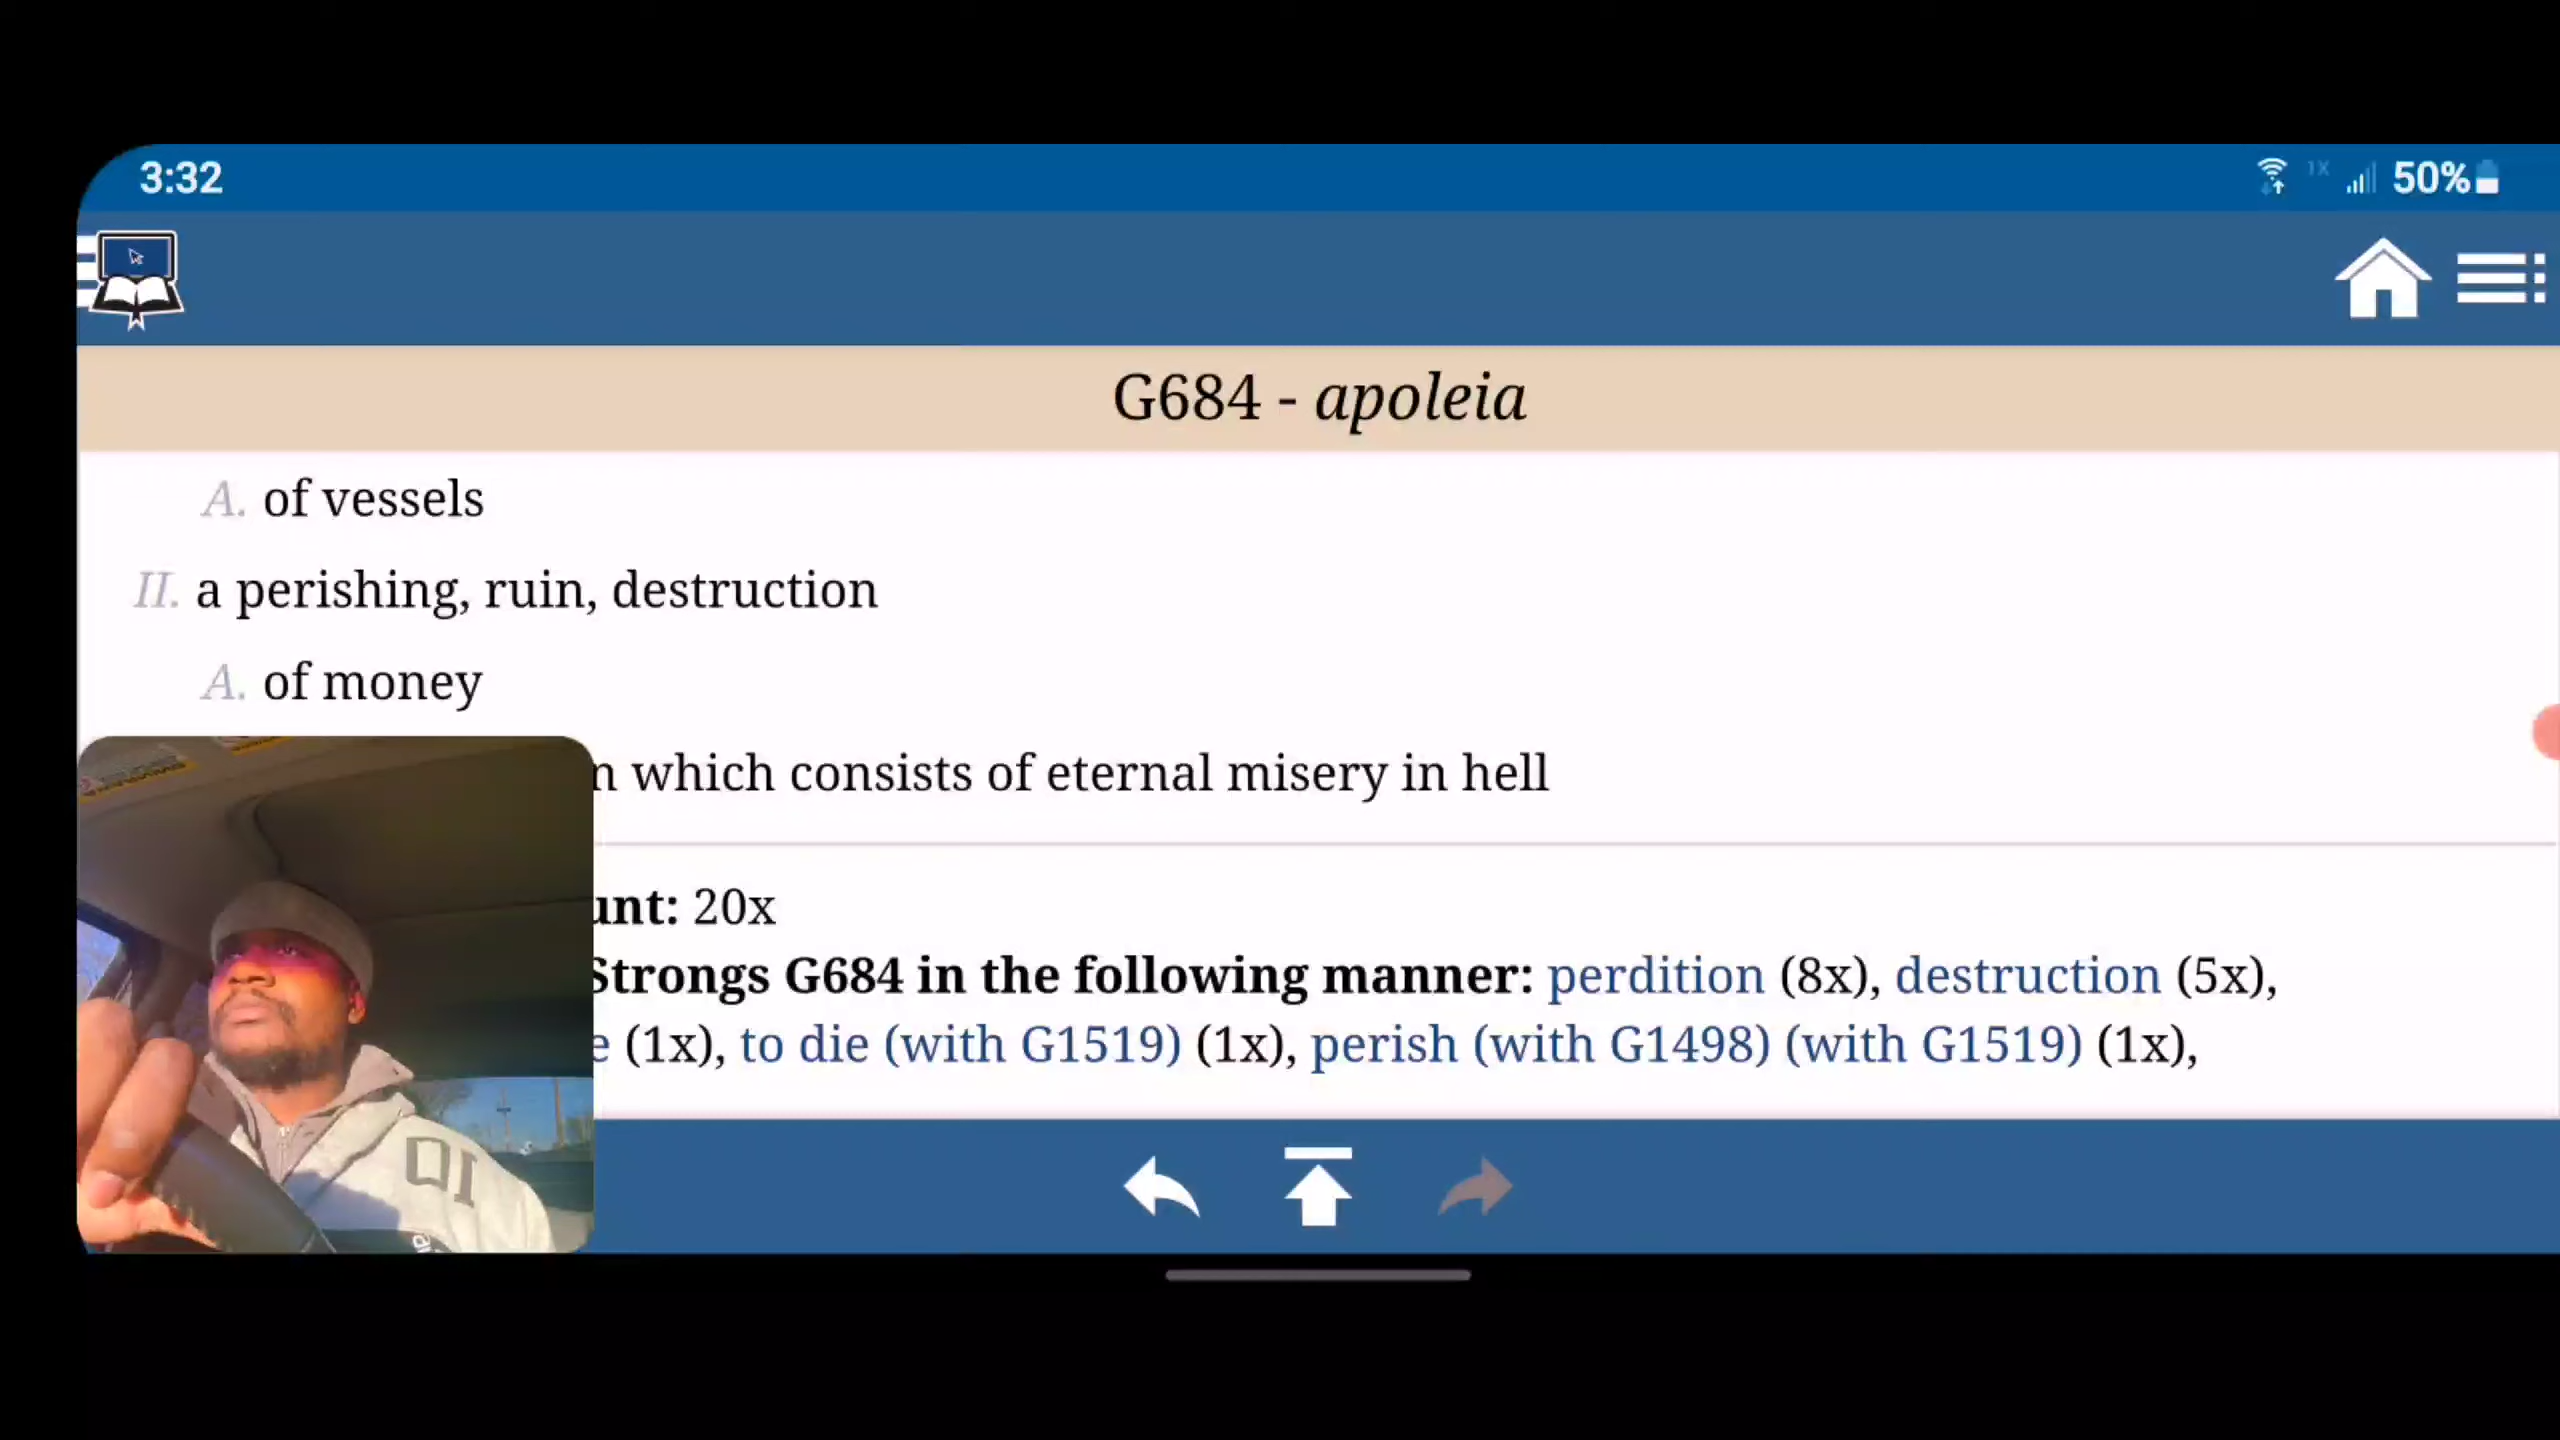 3:32
1X
50%
G684 - apoleia
A. of vessels
II. a perishing, ruin, destruction
A. of money
which consists of eternal misery in hell
unt: 20x
Strongs G684 in the following manner: perdition (8x), destruction (5x),
e (1x), to die (with G1519) (1x), perish (with G1498) (with G1519) (1x),